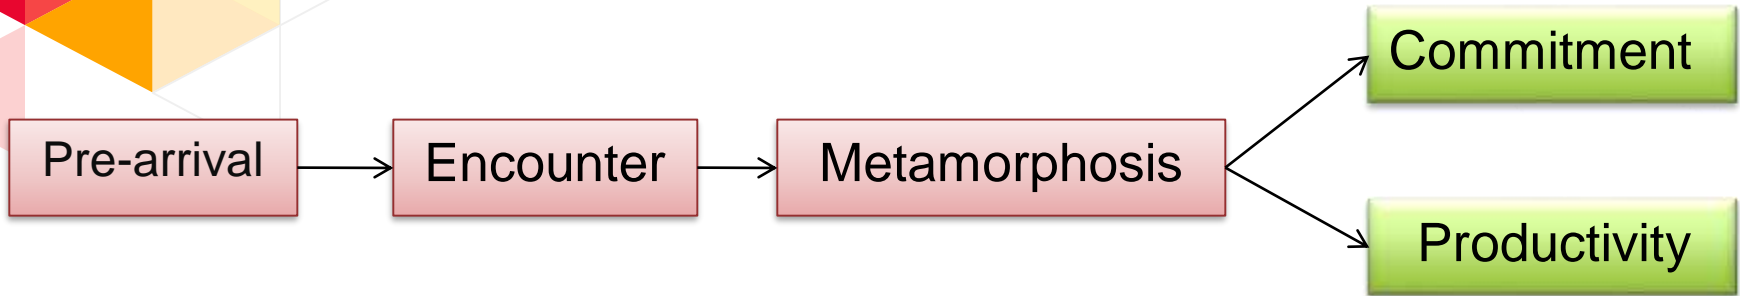 Pre-arrival
Encounter
Metamorphosis
Commitment
Productivity